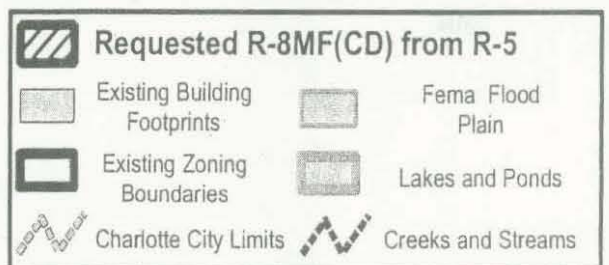 Requested R-8MF(CD) from R-5
Existing Building
Footprints
Fema Flood
Plain
Existing Zoning
Boundaries
Lakes and Ponds
Charlotte City Limits
Creeks and Streams